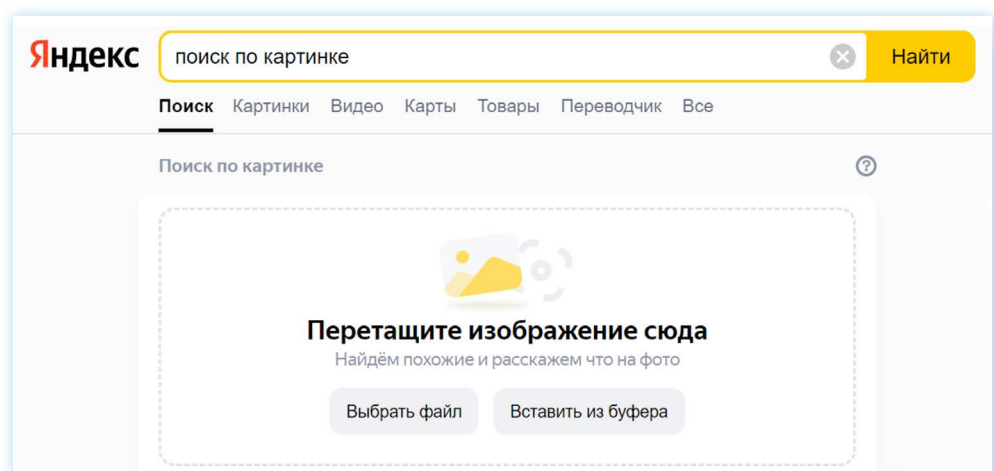 Яндекс поиск по картинке Найти
Поиск Картинки Видео Карты Товары Переводчик Все
Поиск по картинке
Перетащите изображение сюда
Найдём похожие и расскажем что на фото
Выбрать файл Вставить из буфера